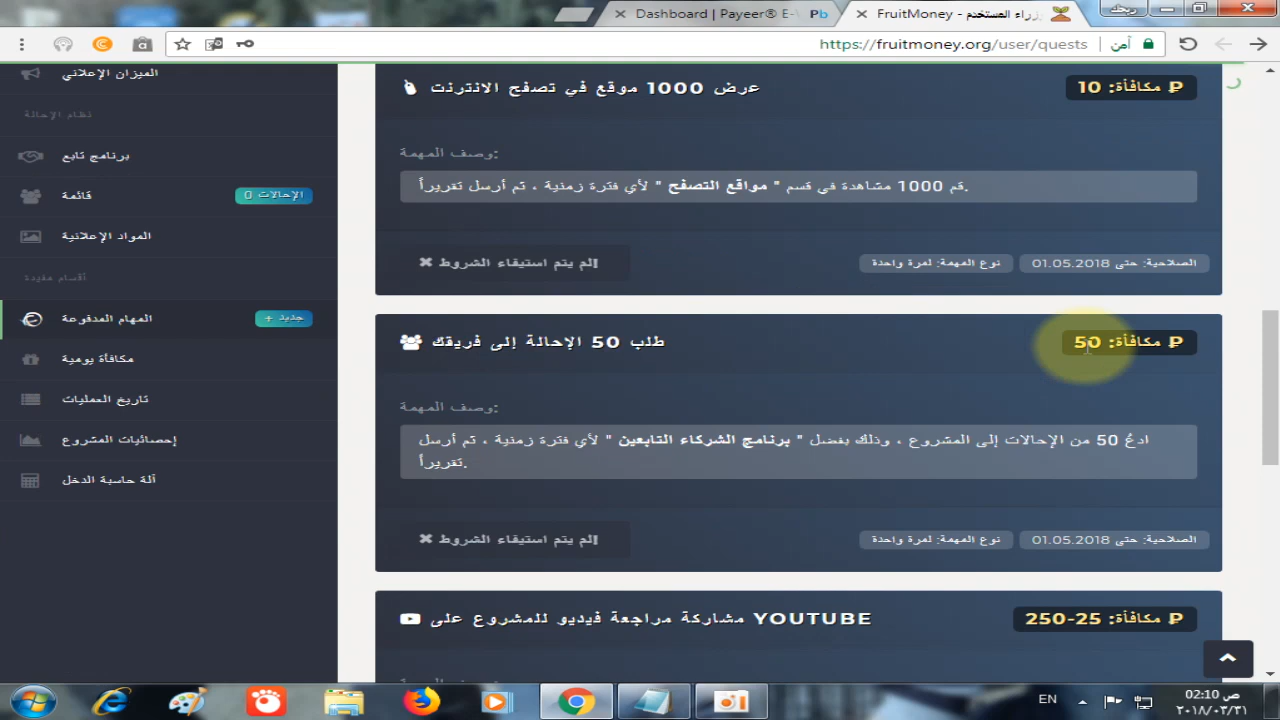 Dashboard | Payeer® E-
Pb
FruitMoney - وزراء المستخدم
ريحك
https://fruitmoney.org/user/quests
آمن
الميزان الإعلاني
نظام الإحالة
برنامج تابع
قائمة
الإحالات 0
المواد الإعلانية
أقسام مفيدة
المهام المدفوعة
جديد +
مكافأة يومية
تاريخ العمليات
إحصائيات المشروع
آلة حاسبة الدخل
عرض 1000 موقع في تصفح الانترنت
₽ مكافأة: 10
وصف المهمة:
قم 1000 مشاهدة في قسم " مواقع التصفح " لأي فترة زمنية ، ثم أرسل تقريراً.
لم يتم استيفاء الشروط!
نوع المهمة: لمرة واحدة
الصلاحية: حتى 01.05.2018
طلب 50 الإحالة إلى فريقك
₽ مكافأة: 50
وصف المهمة:
ادعُ 50 من الإحالات إلى المشروع ، وذلك بفضل " برنامج الشركاء التابعين " لأي فترة زمنية ، ثم أرسل
تقريراً.
لم يتم استيفاء الشروط!
نوع المهمة: لمرة واحدة
الصلاحية: حتى 01.05.2018
مشاركة مراجعة فيديو للمشروع على YOUTUBE
₽ مكافأة: 25-250
EN
02:10 ص
٢٠١٨/٠٣/٣١